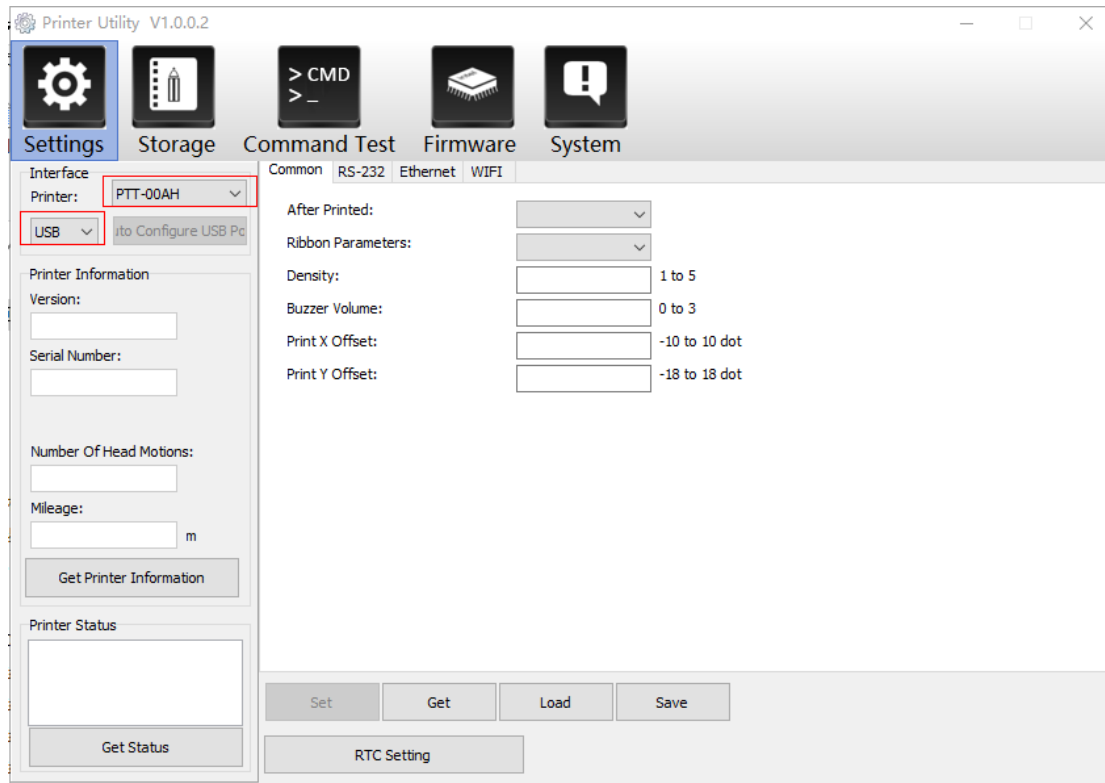 Printer Utility V1.0.0.2
> CMD
> _
Settings
Storage
Command Test
Firmware
System
Interface
Printer:
PTT-00AH
USB
uto Configure USB Po
Printer Information
Version:
Serial Number:
Number Of Head Motions:
Mileage:
m
Get Printer Information
Printer Status
Get Status
Common RS-232 Ethernet WIFI
After Printed:
Ribbon Parameters:
Density:
1 to 5
Buzzer Volume:
0 to 3
Print X Offset:
-10 to 10 dot
Print Y Offset:
-18 to 18 dot
Set
Get
Load
Save
RTC Setting